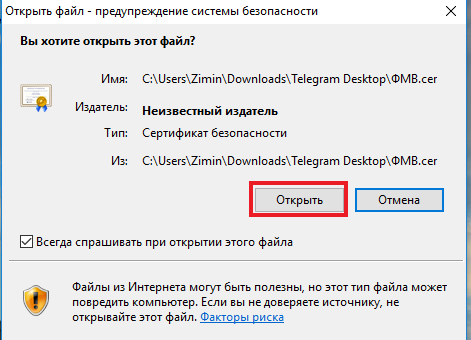 Открыть файл - предупреждение системы безопасности
Вы хотите открыть этот файл?
Имя: C:\Users\Zimin\Downloads\Telegram Desktop\ФМВ.cer
Издатель: Неизвестный издатель
Тип: Сертификат безопасности
Из: C:\Users\Zimin\Downloads\Telegram Desktop\ФМВ.cer
Открыть Отмена
Всегда спрашивать при открытии этого файла
Файлы из Интернета могут быть полезны, но этот тип файла может
повредить компьютер. Если вы не доверяете источнику, не
открывайте этот файл. Факторы риска